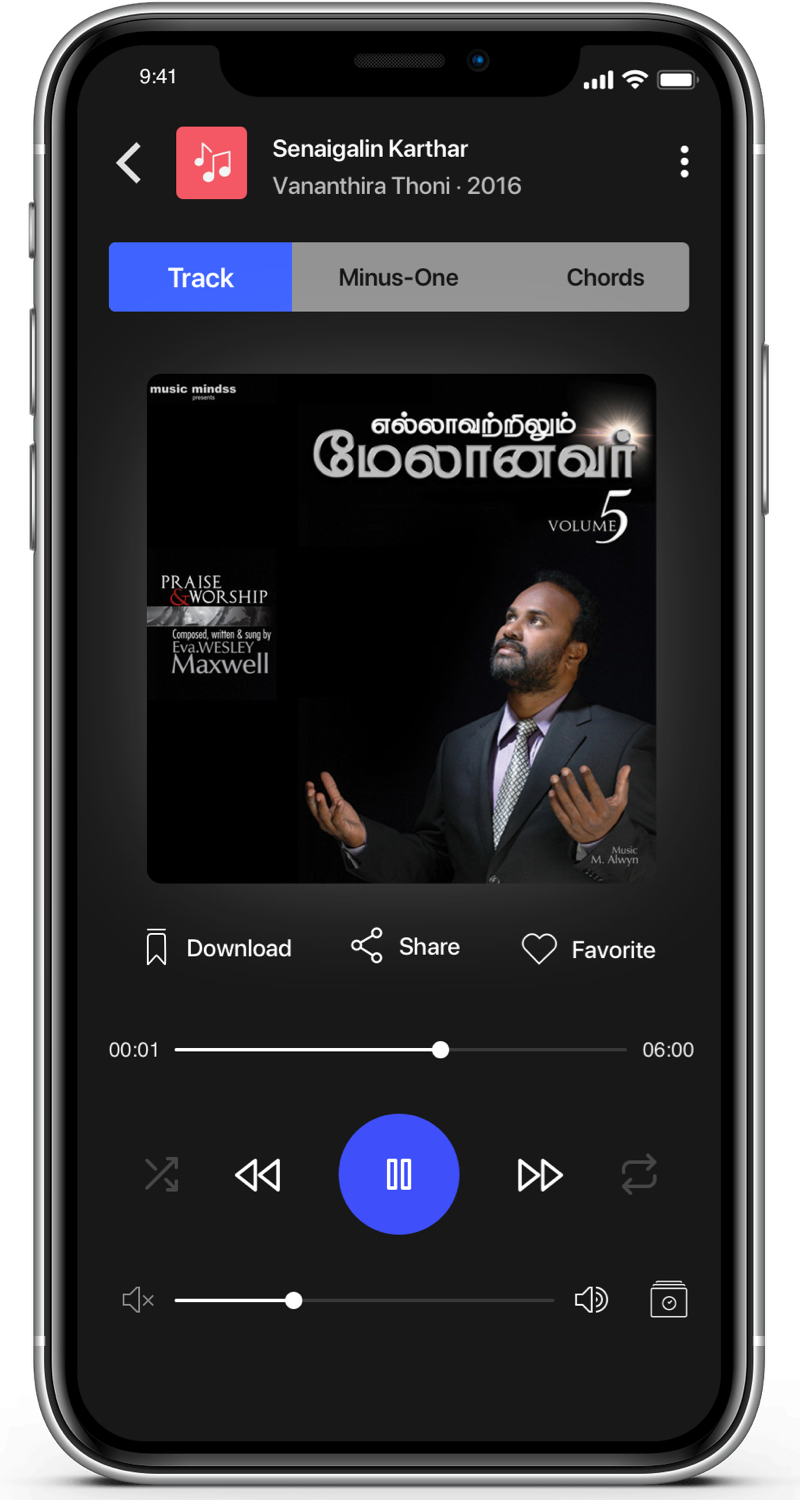 9:41
Senaigalin Karthar
Vananthira Thoni · 2016
Track Minus-One Chords
music mindss
presents
எல்லாவற்றிலும்
மேலானவர்
VOLUME 5
PRAISE
&WORSHIP
Composed, written & sung by
Eva.WESLEY
Maxwell
Music
M. Alwyn
Download Share Favorite
00:01 06:00